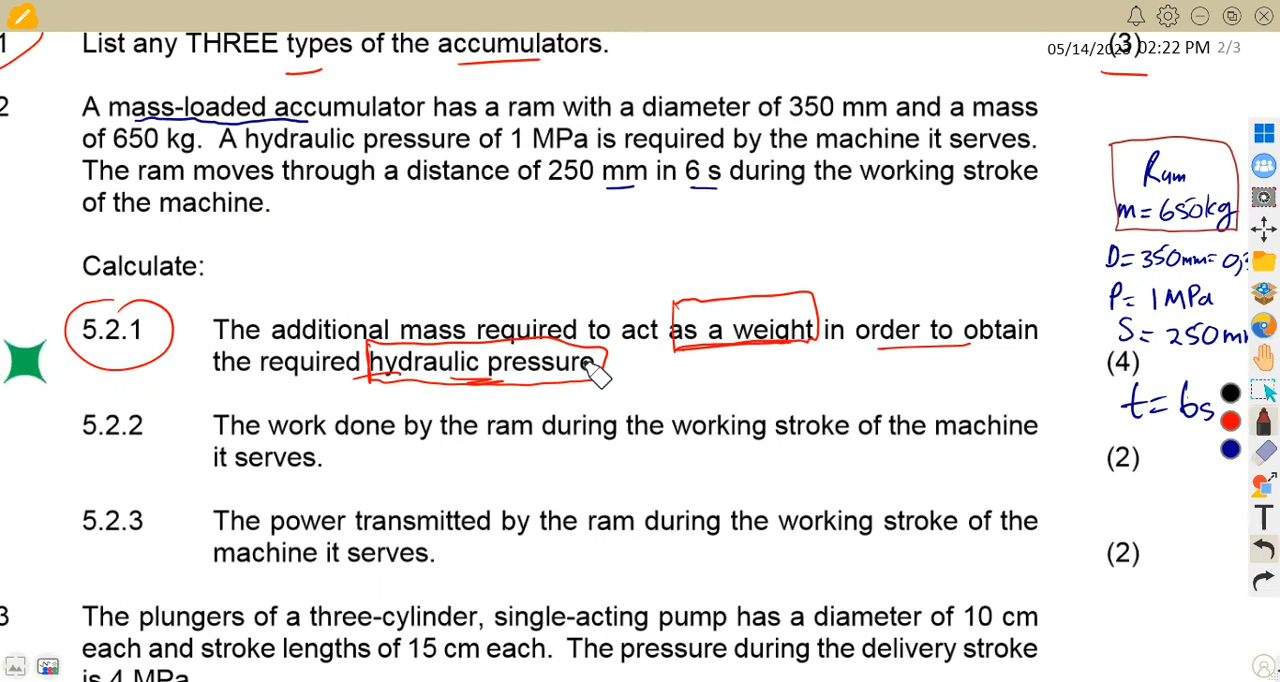 1
List any THREE types of the accumulators. (3)
05/14/2023 02:22 PM 2/3
2
A mass-loaded accumulator has a ram with a diameter of 350 mm and a mass
of 650 kg. A hydraulic pressure of 1 MPa is required by the machine it serves.
The ram moves through a distance of 250 mm in 6 s during the working stroke
of the machine.
Ram
m=650kg
D=350mm=0,3
P= 1MPa
S=250mm
t=6s
Calculate:
5.2.1 The additional mass required to act as a weight in order to obtain
the required hydraulic pressure (4)
5.2.2 The work done by the ram during the working stroke of the machine
it serves. (2)
5.2.3 The power transmitted by the ram during the working stroke of the
machine it serves. (2)
3
The plungers of a three-cylinder, single-acting pump has a diameter of 10 cm
each and stroke lengths of 15 cm each. The pressure during the delivery stroke
is 4 MPa.
T